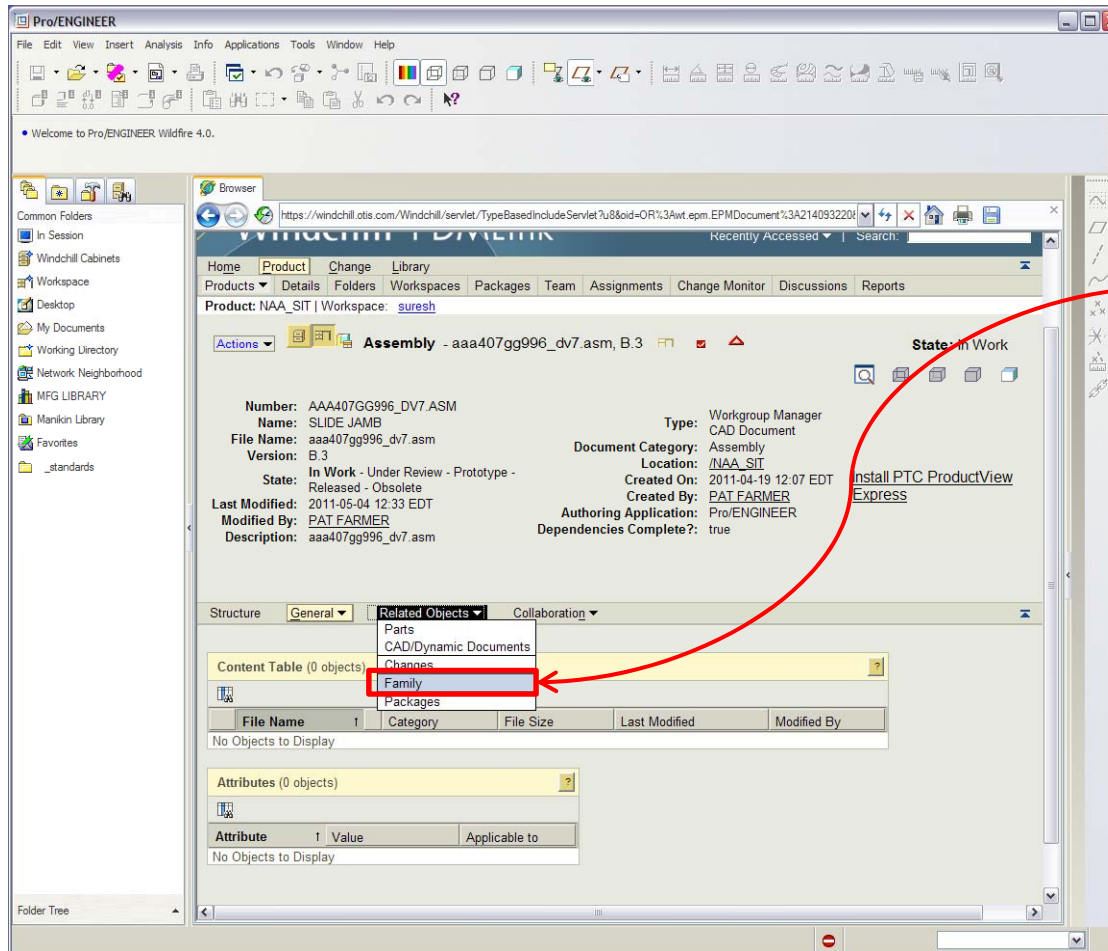 Pro/ENGINEER
File Edit View Insert Analysis Info Applications Tools Window Help
• Welcome to Pro/ENGINEER Wildfire 4.0.
Common Folders
In Session
Windchill Cabinets
Workspace
Desktop
My Documents
Working Directory
Network Neighborhood
MFG LIBRARY
Manikin Library
Favorites
_standards
Folder Tree
Browser
https://windchill.otis.com/Windchill/servlet/TypeBasedIncludeServlet?u8&oid=OR%3Awt.epm.EPMDocument%3A2140932208
Windchill PDMLink Recently Accessed | Search:
Home Product Change Library
Products Details Folders Workspaces Packages Team Assignments Change Monitor Discussions Reports
Product: NAA_SIT | Workspace: suresh
Actions Assembly - aaa407gg996_dv7.asm, B.3 State: In Work
Number: AAA407GG996_DV7.ASM
Name: SLIDE JAMB
File Name: aaa407gg996_dv7.asm
Version: B.3
State: In Work - Under Review - Prototype - Released - Obsolete
Last Modified: 2011-05-04 12:33 EDT
Modified By: PAT FARMER
Description: aaa407gg996_dv7.asm
Type: Workgroup Manager CAD Document
Document Category: Assembly
Location: /NAA_SIT
Created On: 2011-04-19 12:07 EDT
Created By: PAT FARMER
Authoring Application: Pro/ENGINEER
Dependencies Complete?: true
Install PTC ProductView
Express
Structure General Related Objects Collaboration
Parts
CAD/Dynamic Documents
Changes
Family
Packages
Content Table (0 objects)
File Name ↑ Category File Size Last Modified Modified By
No Objects to Display
Attributes (0 objects)
Attribute ↑ Value Applicable to
No Objects to Display